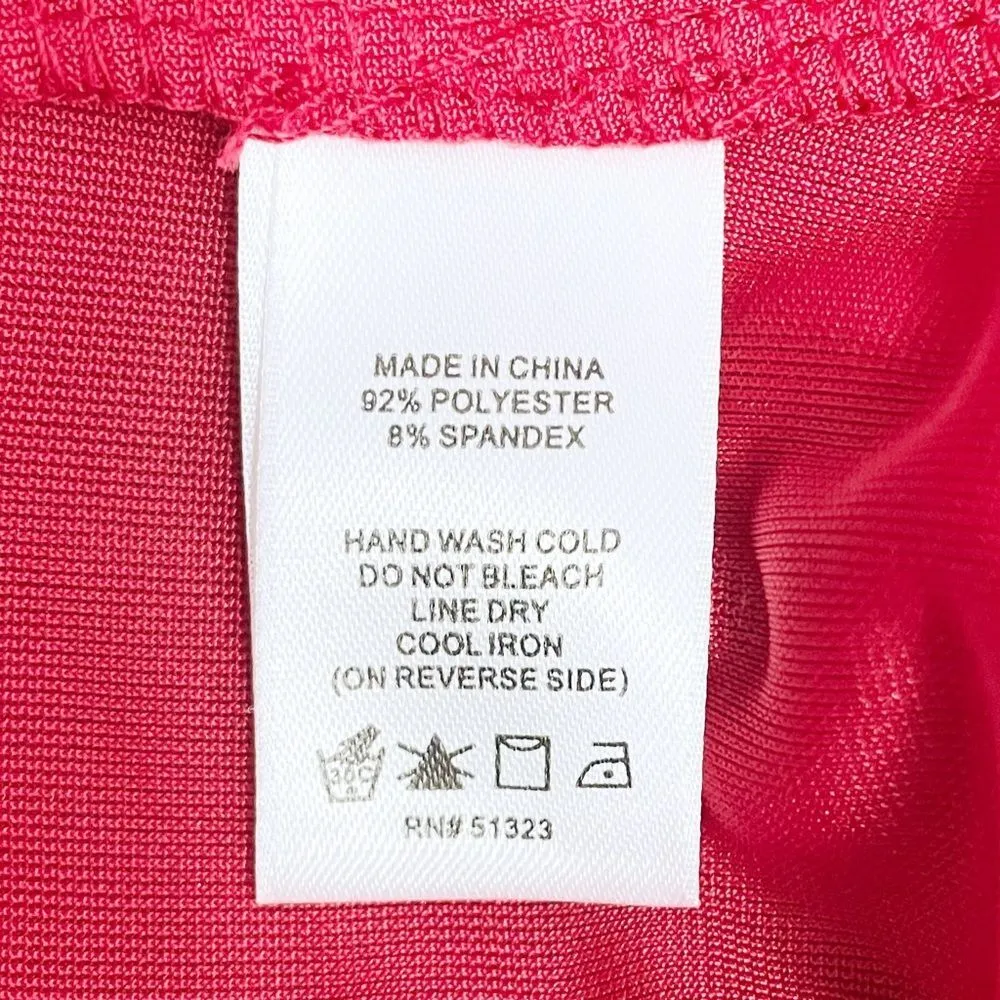 MADE IN CHINA
92% POLYESTER
8% SPANDEX
HAND WASH COLD
DO NOT BLEACH
LINE DRY
COOL IRON
(ON REVERSE SIDE)
30C
RN# 51323